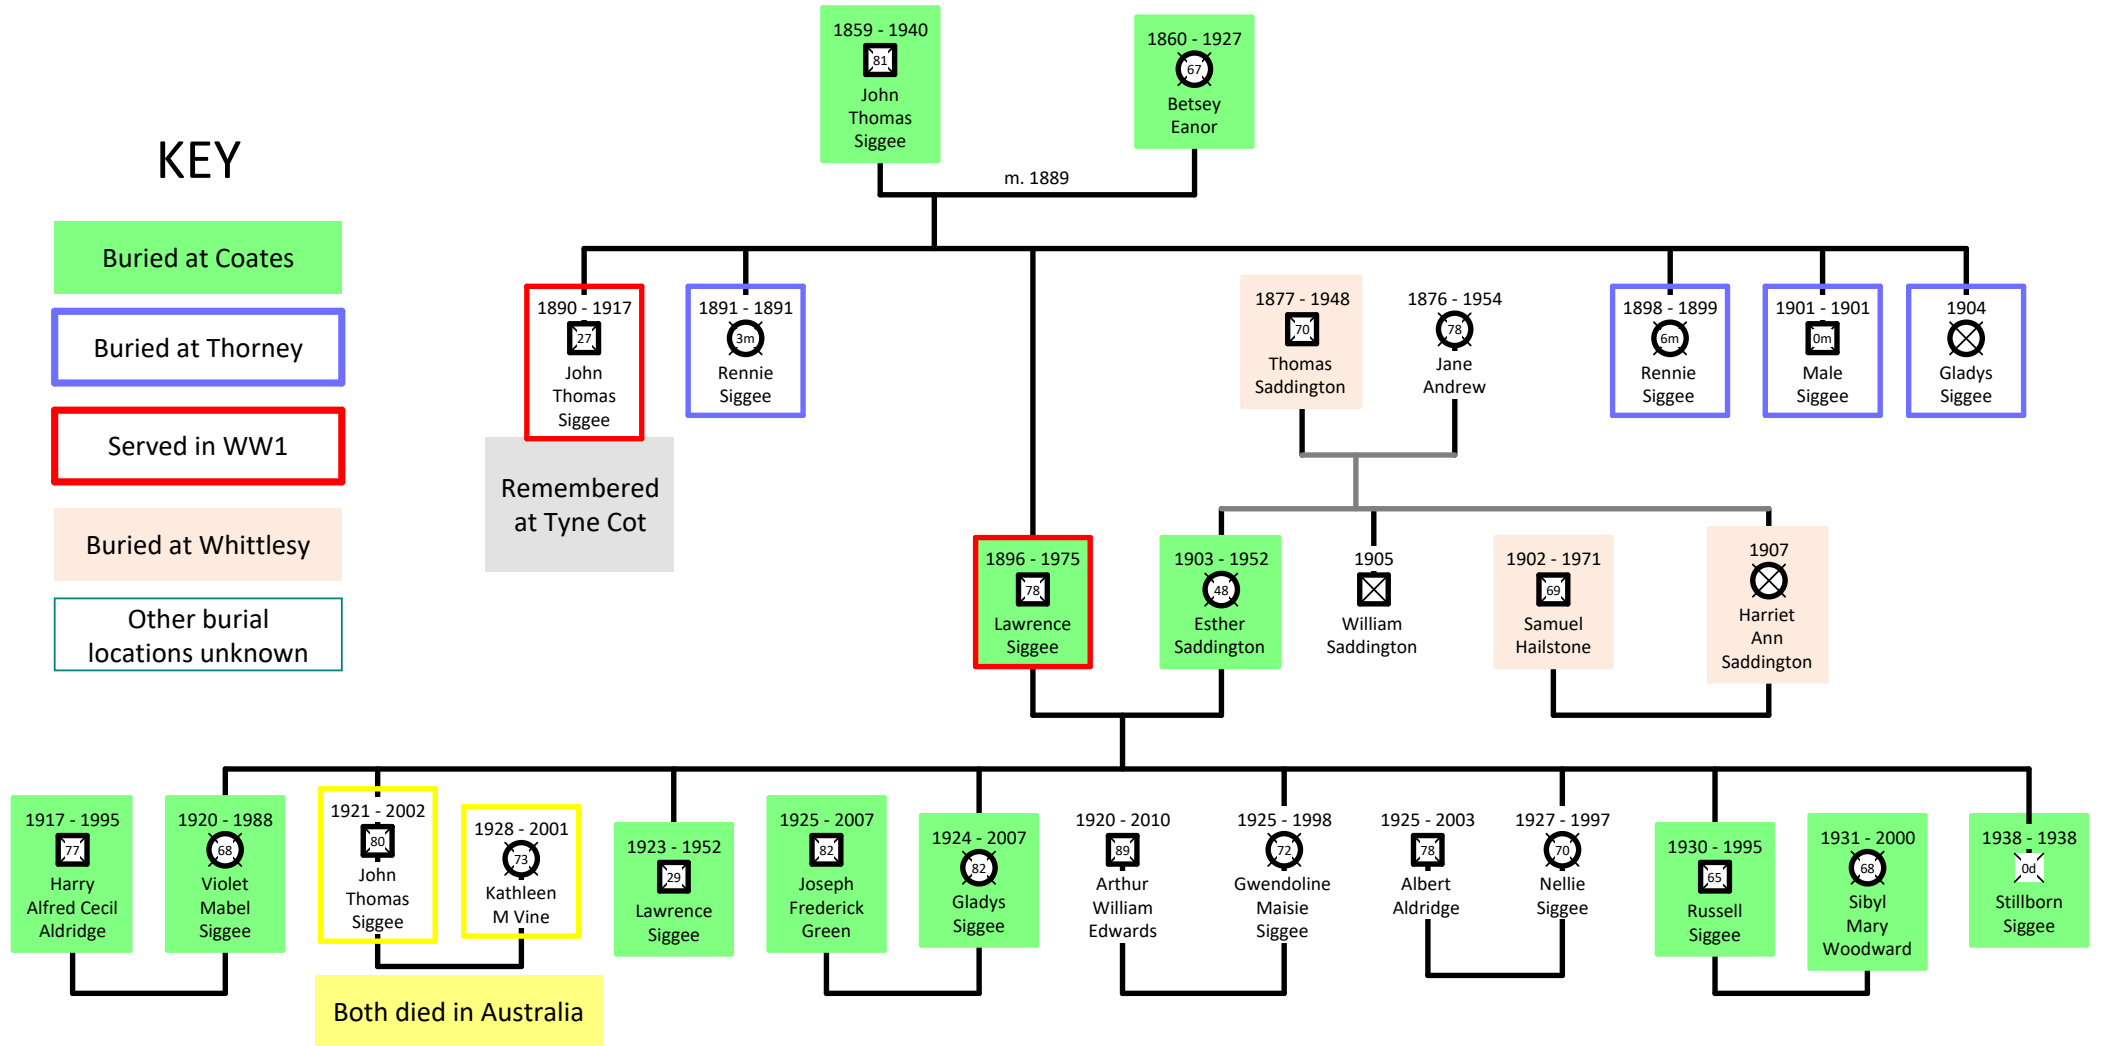 1859 - 1940
81
John
Thomas
Siggee
1860 - 1927
67
Betsey
Eanor
m. 1889
KEY
Buried at Coates
Buried at Thorney
Served in WW1
Buried at Whittlesy
Other burial
locations unknown
1890 - 1917
27
John
Thomas
Siggee
Remembered
at Tyne Cot
1891 - 1891
3m
Rennie
Siggee
1877 - 1948
70
Thomas
Saddington
1876 - 1954
78
Jane
Andrew
1898 - 1899
6m
Rennie
Siggee
1901 - 1901
0m
Male
Siggee
1904
Gladys
Siggee
1896 - 1975
78
Lawrence
Siggee
1903 - 1952
48
Esther
Saddington
1905
William
Saddington
1902 - 1971
69
Samuel
Hailstone
1907
Harriet
Ann
Saddington
1917 - 1995
77
Harry
Alfred Cecil
Aldridge
1920 - 1988
68
Violet
Mabel
Siggee
1921 - 2002
80
John
Thomas
Siggee
1928 - 2001
73
Kathleen
M Vine
Both died in Australia
1923 - 1952
29
Lawrence
Siggee
1925 - 2007
82
Joseph
Frederick
Green
1924 - 2007
82
Gladys
Siggee
1920 - 2010
89
Arthur
William
Edwards
1925 - 1998
72
Gwendoline
Maisie
Siggee
1925 - 2003
78
Albert
Aldridge
1927 - 1997
70
Nellie
Siggee
1930 - 1995
65
Russell
Siggee
1931 - 2000
68
Sibyl
Mary
Woodward
1938 - 1938
0d
Stillborn
Siggee